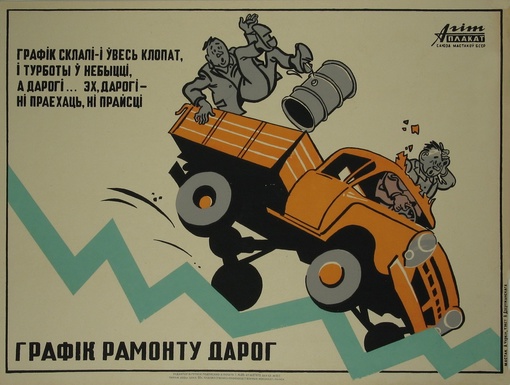 ГРАФІК СКЛАЛІ-І ЎВЕСЬ КЛОПАТ,
І ТУРБОТЫ Ў НЕБЫЦЦІ,
А ДАРОГІ... ЭХ, ДАРОГІ—
НІ ПРАЕХАЦЬ, НІ ПРАЙСЦІ
Агіт
ПЛАКАТ
САЮЗА МАСТАКОЎ БССР
ГРАФІК РАМОНТУ ДАРОГ